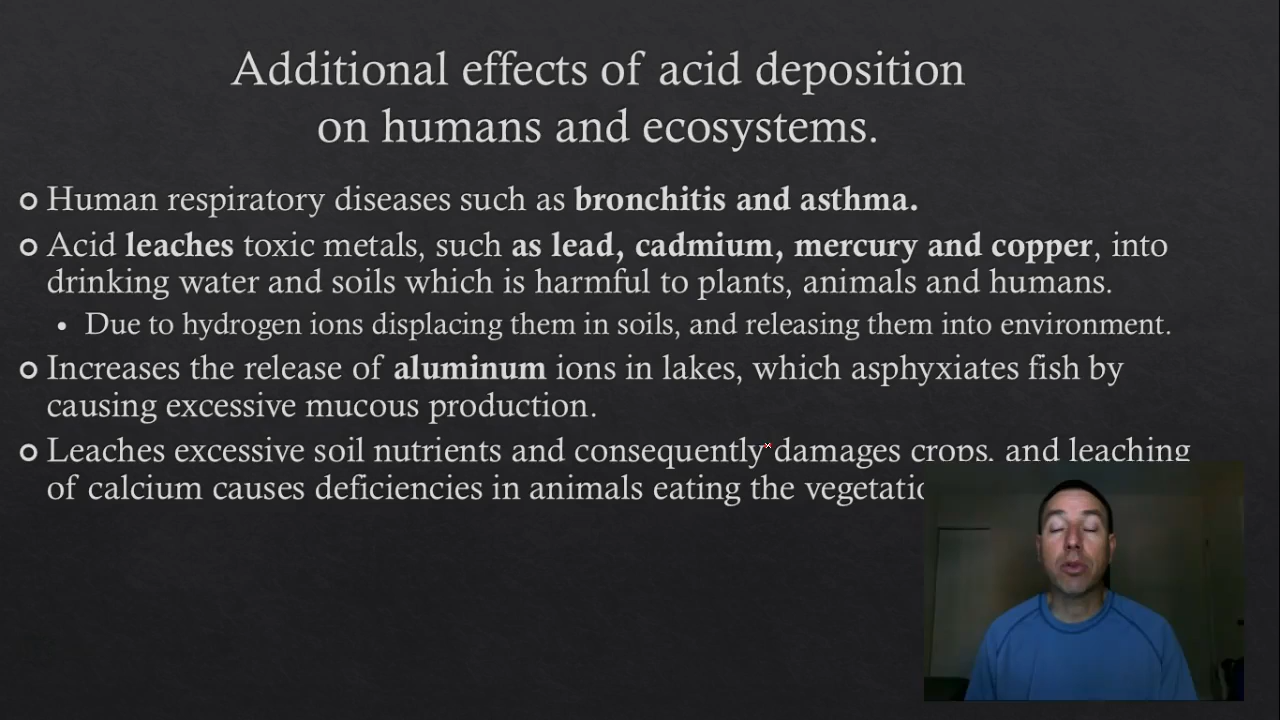 Additional effects of acid deposition
on humans and ecosystems.
Human respiratory diseases such as bronchitis and asthma.
Acid leaches toxic metals, such as lead, cadmium, mercury and copper, into
drinking water and soils which is harmful to plants, animals and humans.
Due to hydrogen ions displacing them in soils, and releasing them into environment.
Increases the release of aluminum ions in lakes, which asphyxiates fish by
causing excessive mucous production.
Leaches excessive soil nutrients and consequently damages crops, and leaching
of calcium causes deficiencies in animals eating the